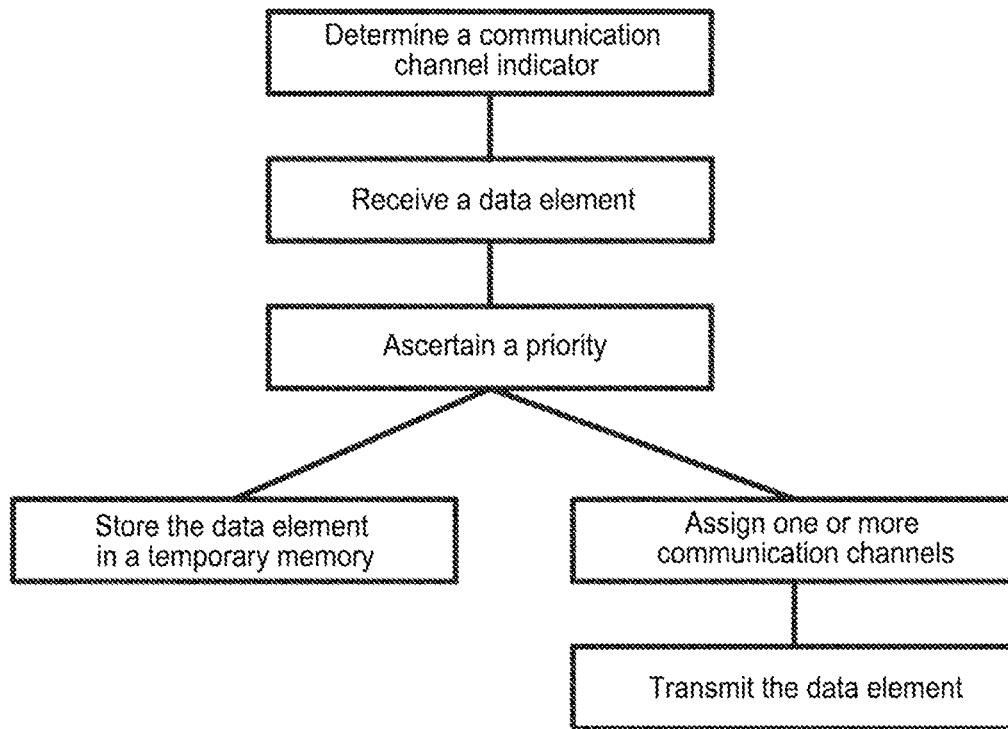 Determine a communication
channel indicator
Receive a data element
Ascertain a priority
Store the data element
in a temporary memory
Assign one or more
communication channels
Transmit the data element